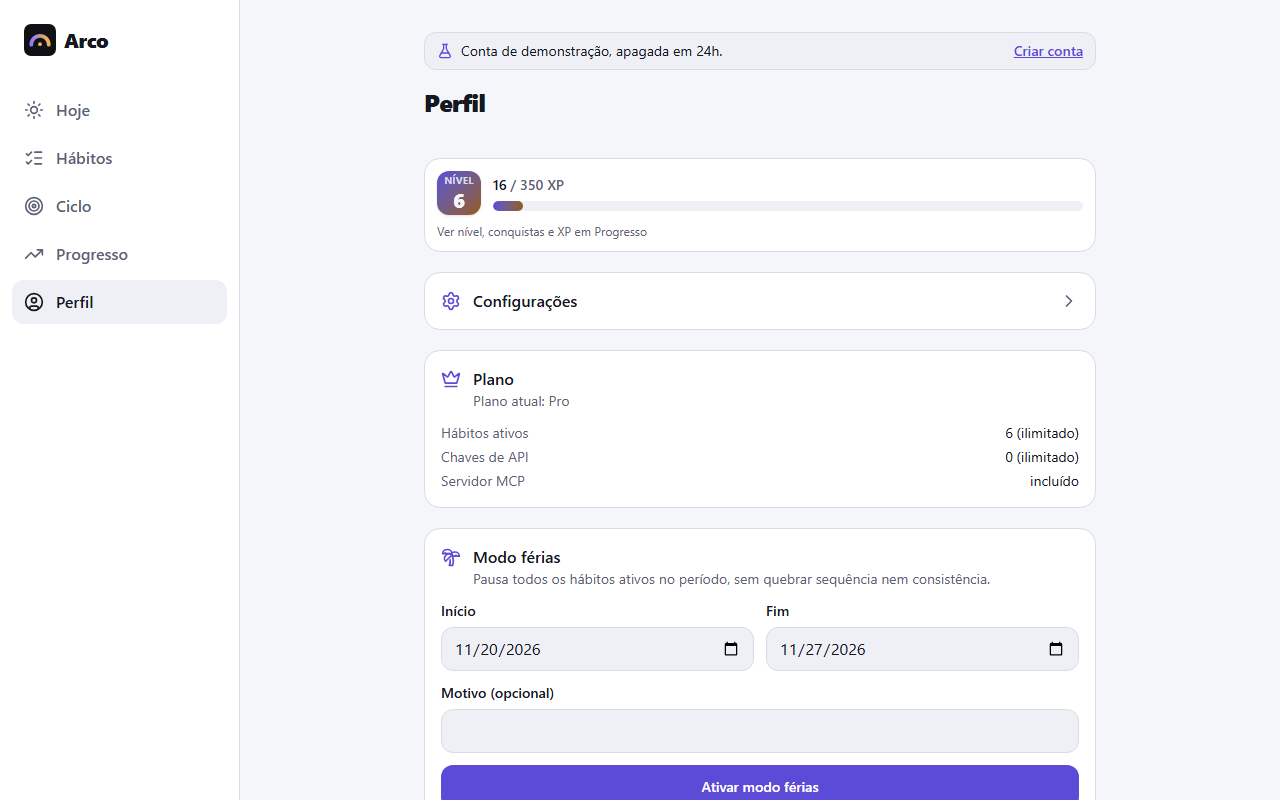 Arco
Hoje
Hábitos
Ciclo
Progresso
Perfil
Conta de demonstração, apagada em 24h.
Criar conta
Perfil
NÍVEL
6
16 / 350 XP
Ver nível, conquistas e XP em Progresso
Configurações
Plano
Plano atual: Pro
Hábitos ativos
6 (ilimitado)
Chaves de API
0 (ilimitado)
Servidor MCP
incluído
Modo férias
Pausa todos os hábitos ativos no período, sem quebrar sequência nem consistência.
Início
Fim
11/20/2026
11/27/2026
Motivo (opcional)
Ativar modo férias